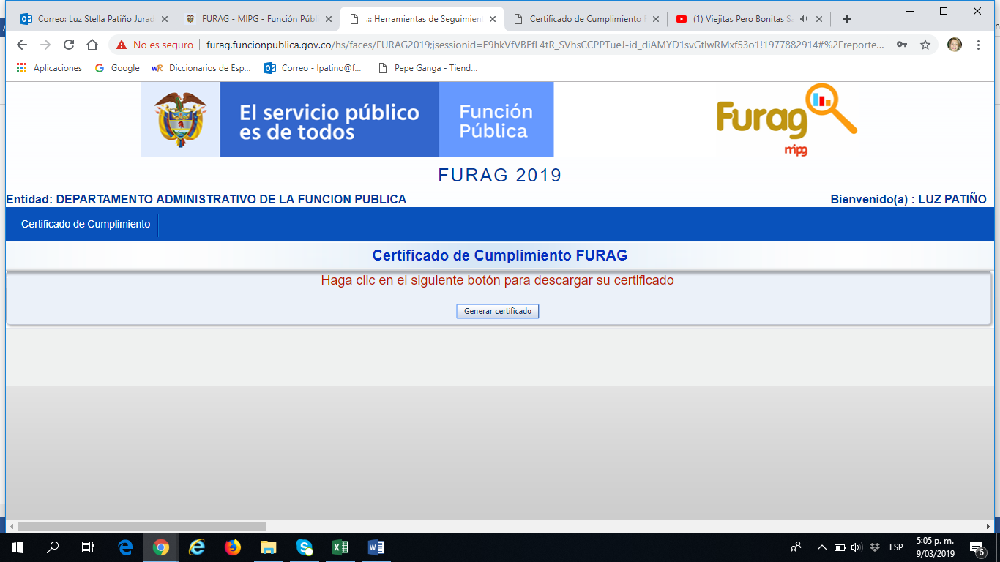 Correo: Luz Stella Patiño Jurad
FURAG - MIPG - Función Públi
.:: Herramientas de Seguimien
Certificado de Cumplimiento F
(1) Viejitas Pero Bonitas Sa
No es seguro
furag.funcionpublica.gov.co/hs/faces/FURAG2019;jsessionid=E9hkVfVBEfL4tR_SVhsCCPPTueJ-id_diAMYD1svGtlwRMxf53o1!1977882914#%2Freporte...
Aplicaciones
Google
Diccionarios de Esp...
Correo - lpatino@f...
Pepe Ganga - Tiend...
El servicio público
es de todos
Función
Pública
Furag
mipg
FURAG 2019
Entidad: DEPARTAMENTO ADMINISTRATIVO DE LA FUNCION PUBLICA
Bienvenido(a) : LUZ PATIÑO
Certificado de Cumplimiento
Certificado de Cumplimiento FURAG
Haga clic en el siguiente botón para descargar su certificado
Generar certificado
ESP
5:05 p. m.
9/03/2019
6